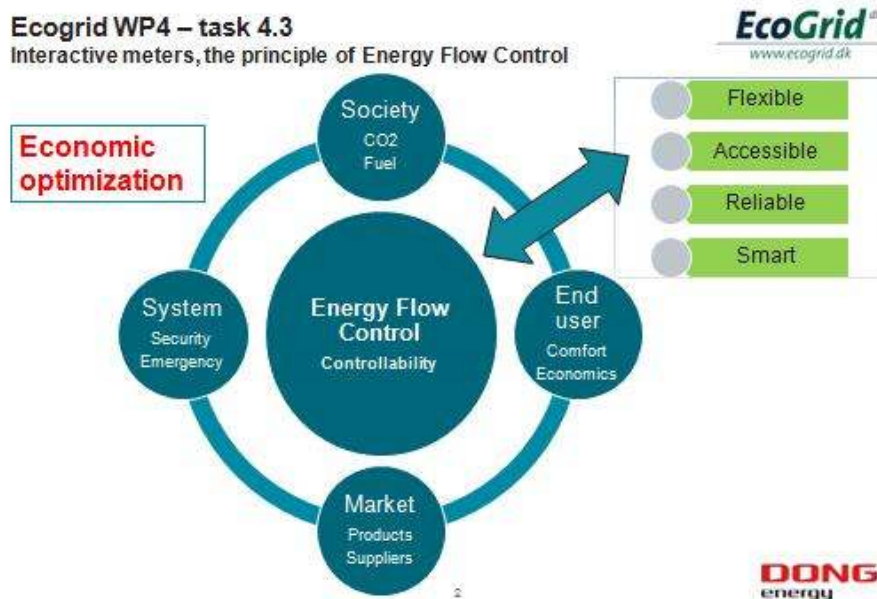 Ecogrid WP4 – task 4.3
Interactive meters, the principle of Energy Flow Control
EcoGrid
www.ecogrid.dk
Economic
optimization
Society
CO2
Fuel
Flexible
Accessible
Reliable
Smart
System
Security
Emergency
Energy Flow
Control
Controllability
End
user
Comfort
Economics
Market
Products
Suppliers
2
DONG
energy